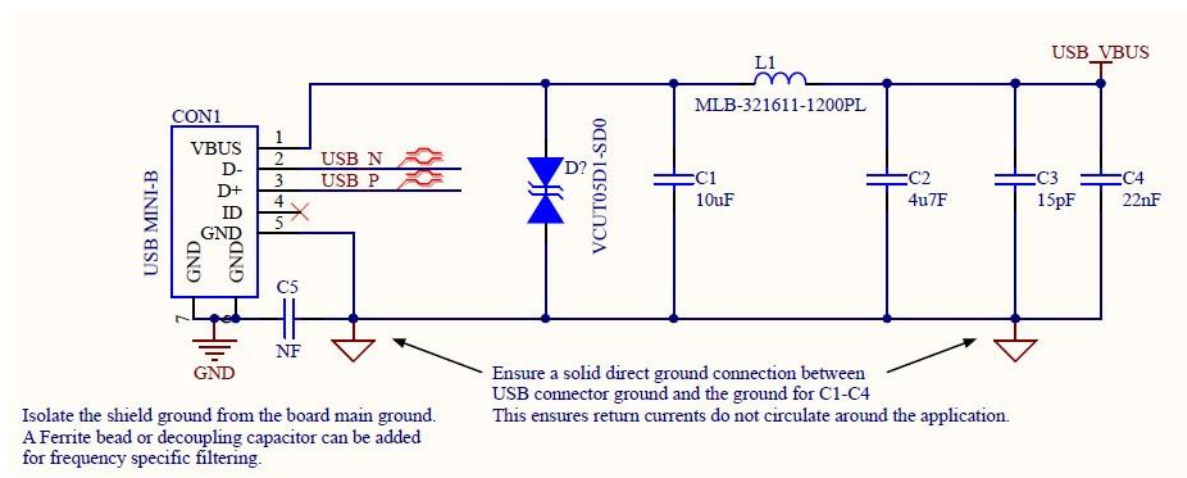 USB_VBUS
L1
MLB-321611-1200PL
CON1
VBUS 1
D- 2 USB_N
D+ 3 USB_P
ID 4
GND 5
USB MINI-B
GND
GND
D?
VCUT05D1-SD0
C1
10uF
C2
4u7F
C3
15pF
C4
22nF
C5
NF
7
GND
Ensure a solid direct ground connection between
USB connector ground and the ground for C1-C4
This ensures return currents do not circulate around the application.
Isolate the shield ground from the board main ground.
A Ferrite bead or decoupling capacitor can be added
for frequency specific filtering.